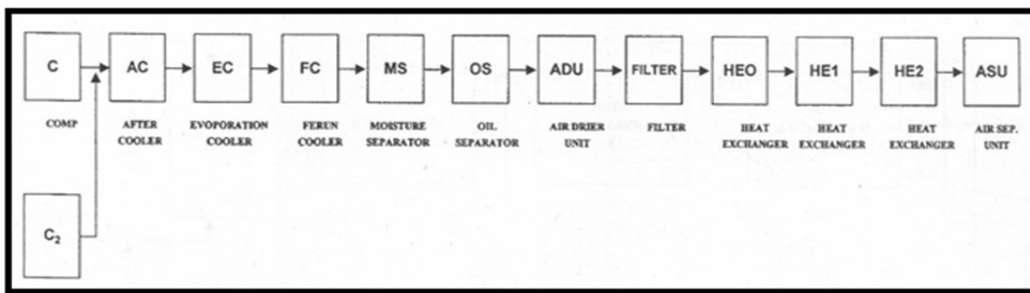 C
AC
EC
FC
MS
OS
ADU
FILTER
HEO
HE1
HE2
ASU
COMP
AFTER
COOLER
EVOPORATION
COOLER
FERUN
COOLER
MOISTURE
SEPARATOR
OIL
SEPARATOR
AIR DRIER
UNIT
FILTER
HEAT
EXCHANGER
HEAT
EXCHANGER
HEAT
EXCHANGER
AIR SEP.
UNIT
C₂